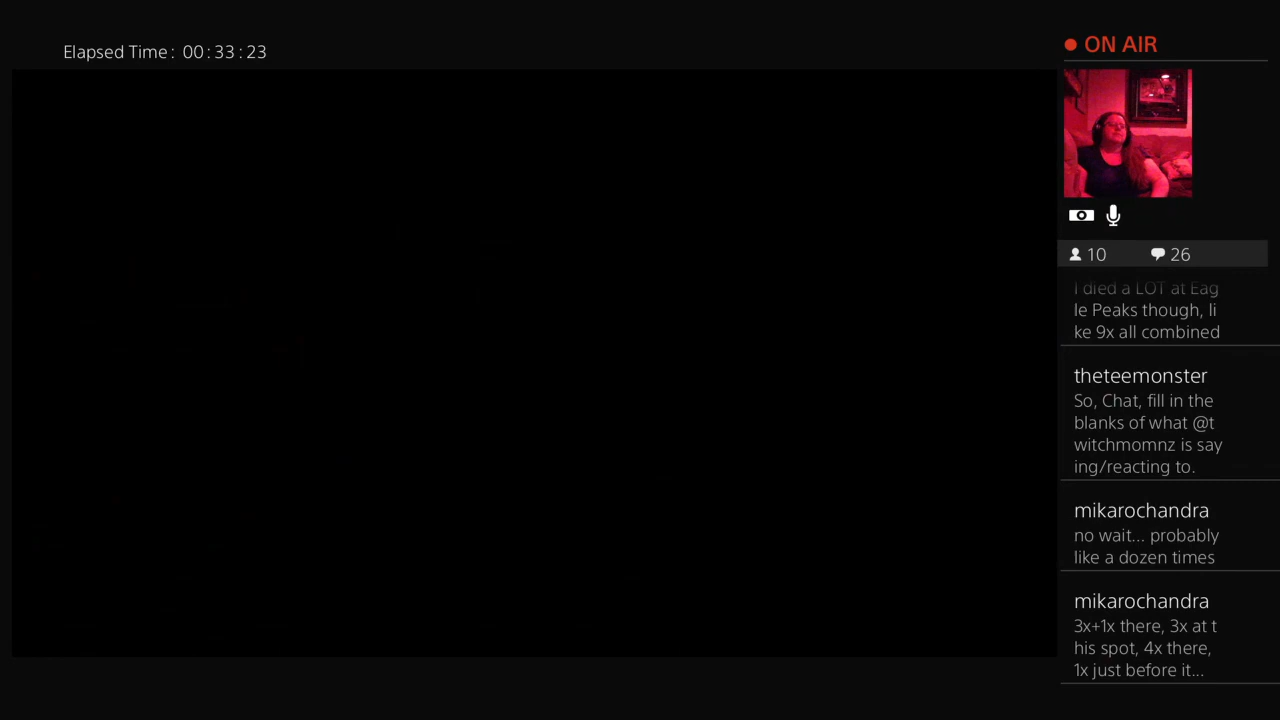 Elapsed Time: 00:33:23
ON AIR
10
26
I died a LOT at Eag
le Peaks though, li
ke 9x all combined
theteemonster
So, Chat, fill in the
blanks of what @t
witchmomnz is say
ing/reacting to.
mikarochandra
no wait... probably
like a dozen times
mikarochandra
3x+1x there, 3x at t
his spot, 4x there,
1x just before it...